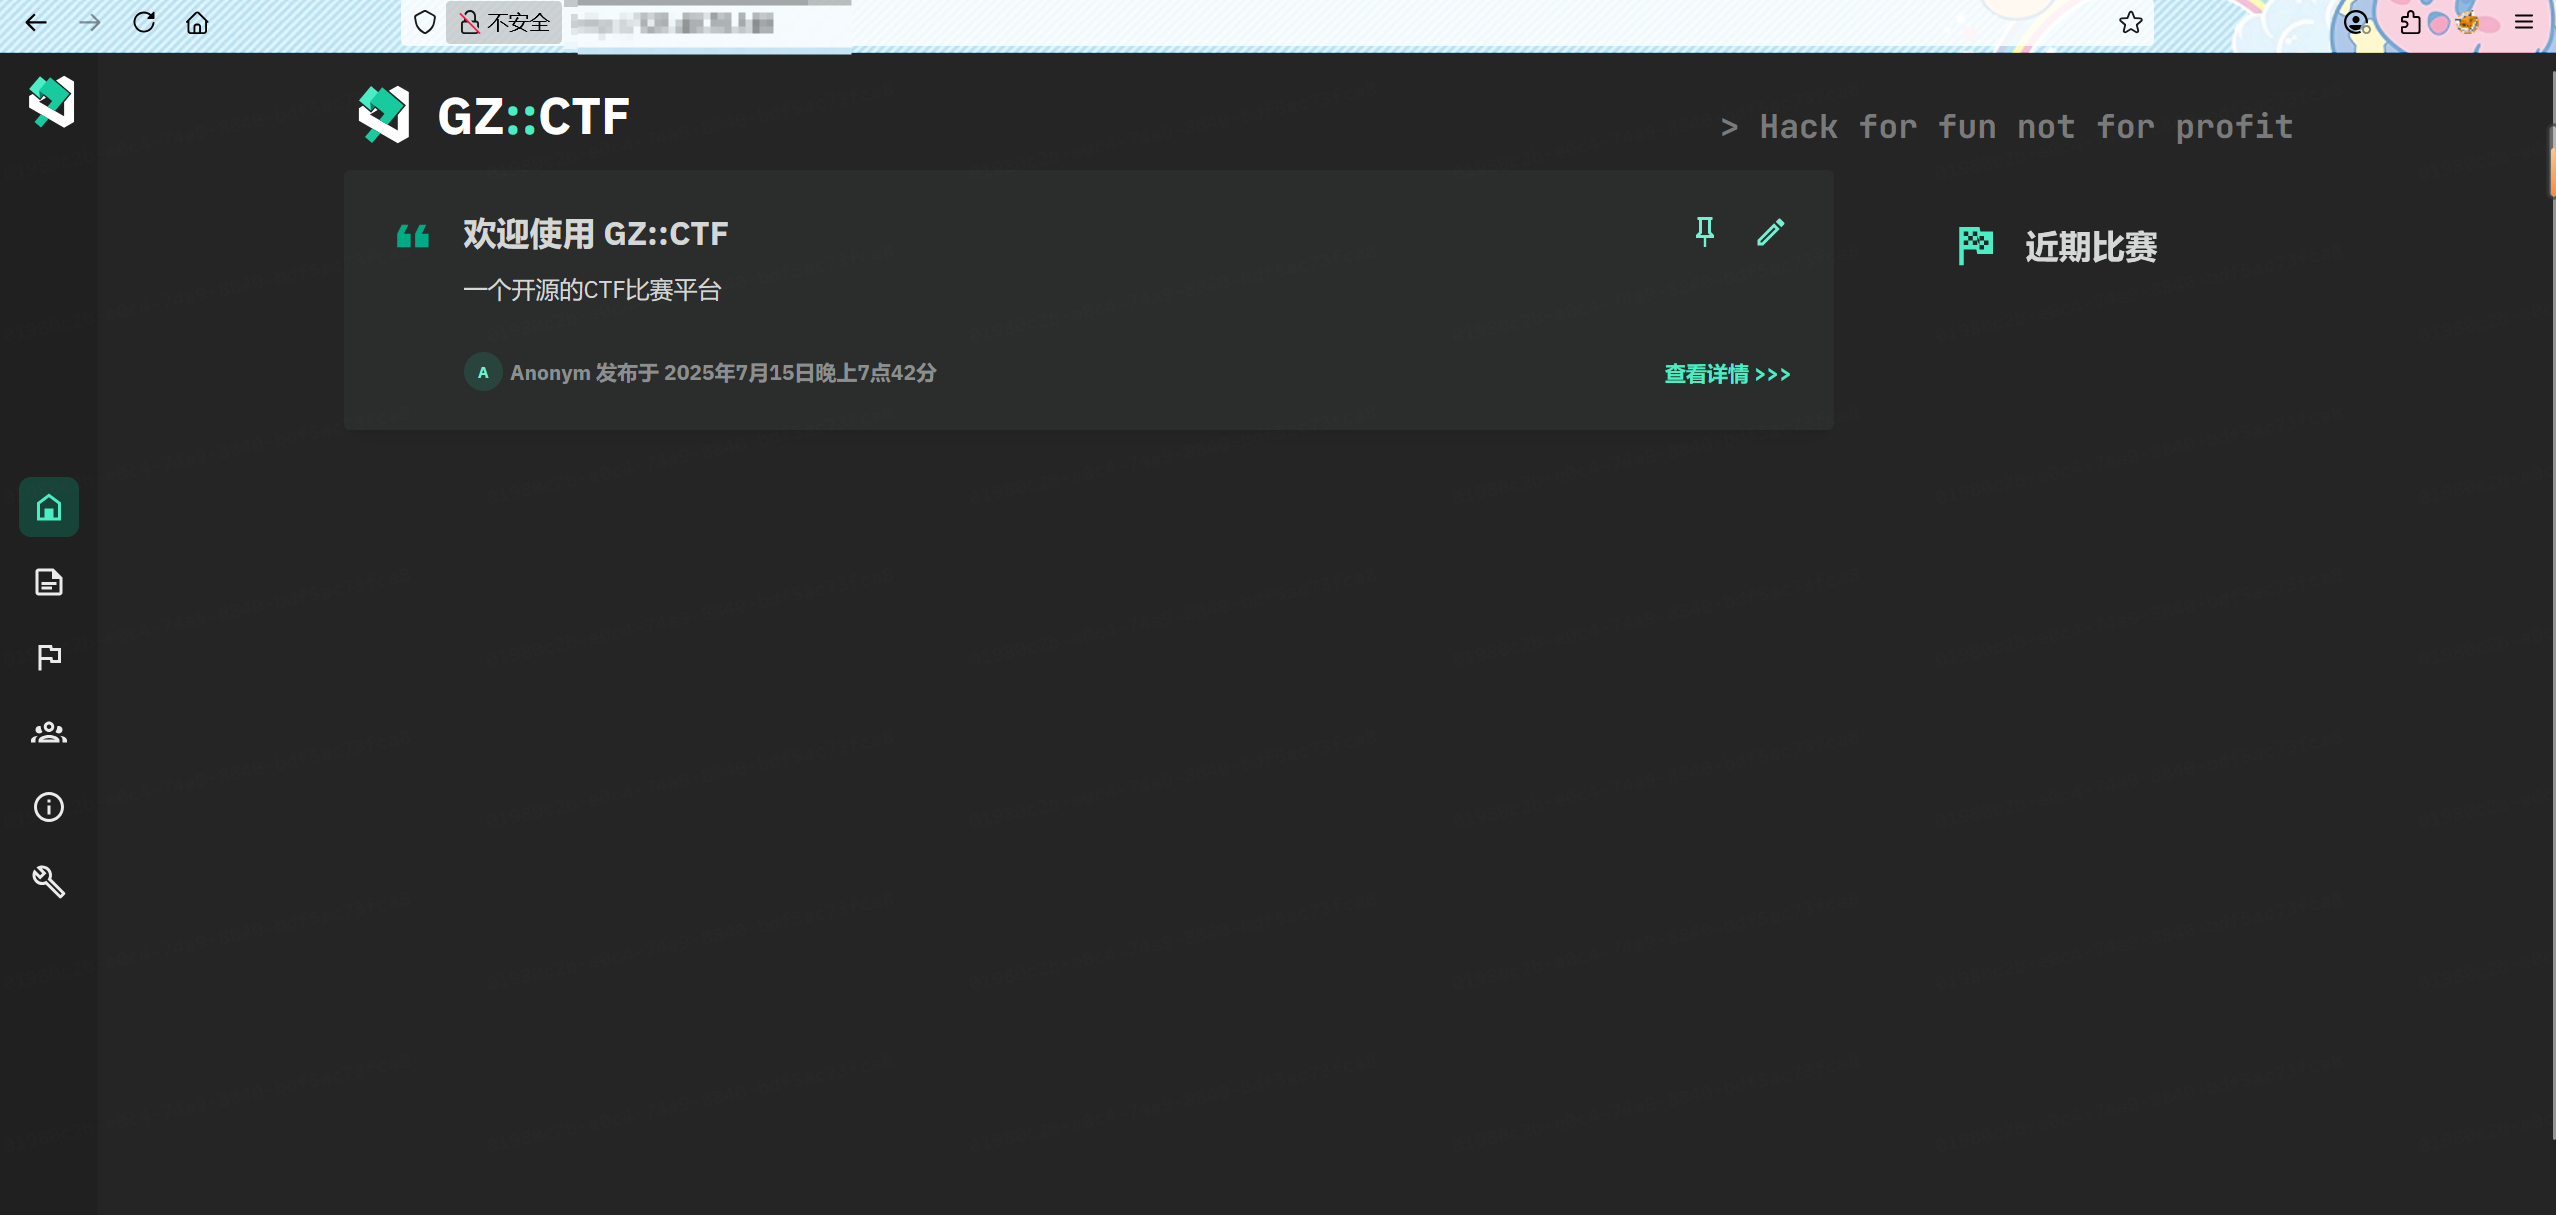 不安全
GZ::CTF
> Hack for fun not for profit
欢迎使用 GZ::CTF
一个开源的CTF比赛平台
A Anonym 发布于 2025年7月15日晚上7点42分
查看详情 >>>
近期比赛